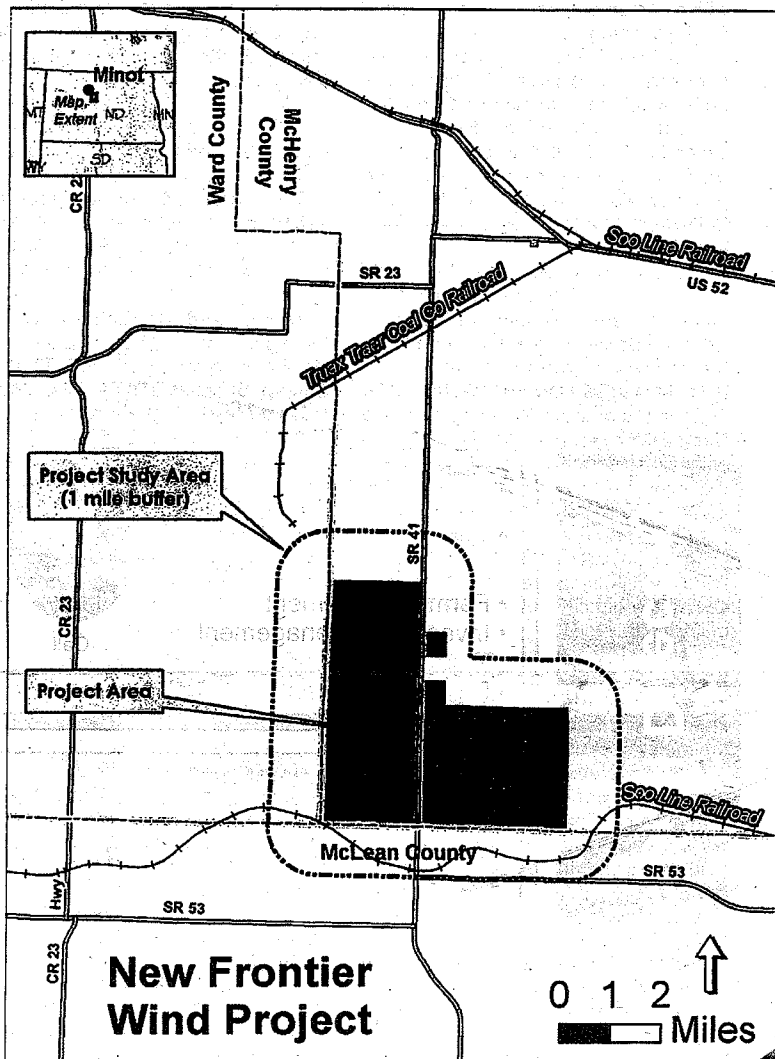 Minot
Map
Extent
MT
ND
MN
SD
WY
CR 2
Ward County
McHenry
County
SR 23
Soo Line Railroad
US 52
Truax Traer Coal Co Railroad
Project Study Area
(1 mile buffer)
SR 41
CR 23
Project Area
Soo Line Railroad
McLean County
SR 53
Hwy
SR 53
CR 23
New Frontier
Wind Project
0 1 2
Miles